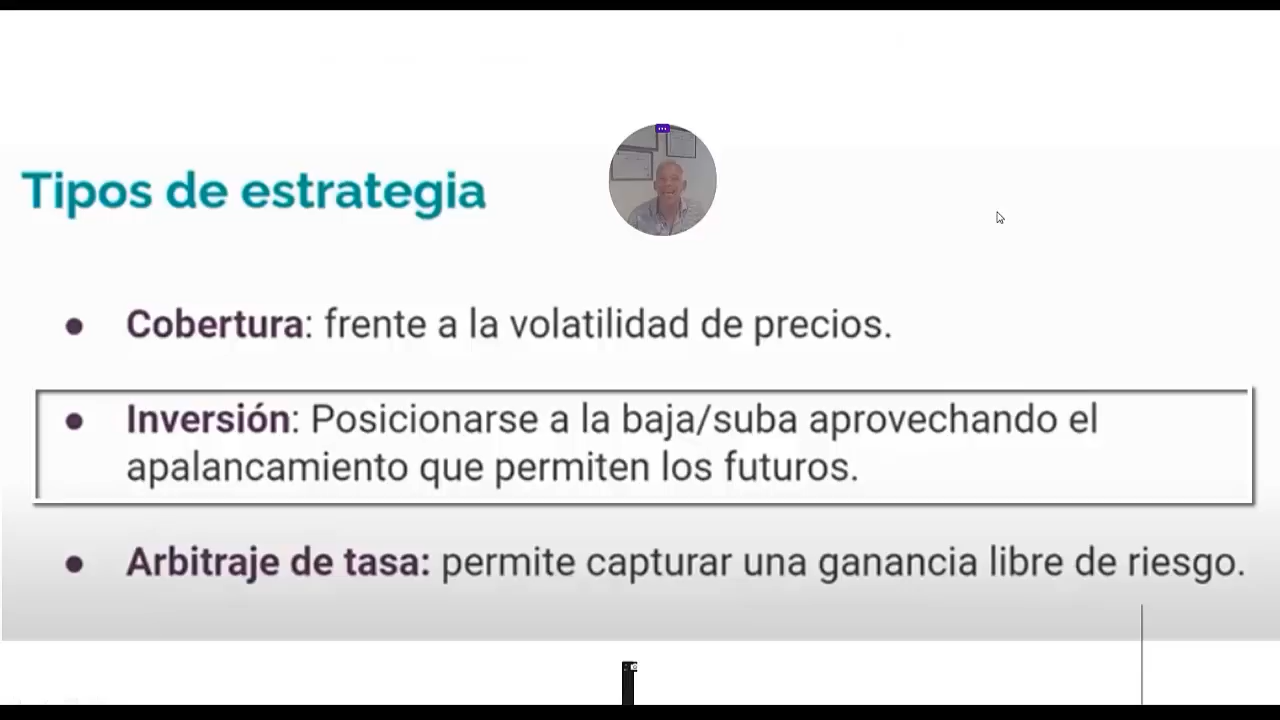 Tipos de estrategia
● Cobertura: frente a la volatilidad de precios.
● Inversión: Posicionarse a la baja/suba aprovechando el
apalancamiento que permiten los futuros.
● Arbitraje de tasa: permite capturar una ganancia libre de riesgo.